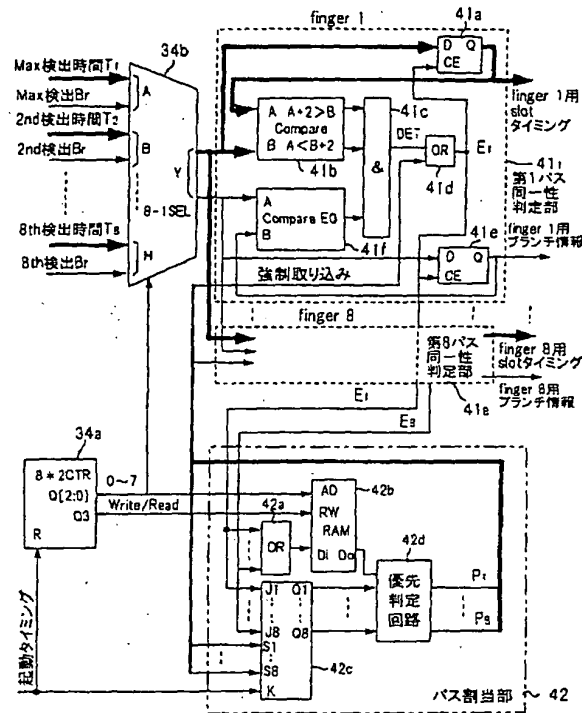 finger 1
41a
34b
D Q
CE
Max検出時間T1
Max検出Br
A
2nd検出時間T2
2nd検出Br
B
Y
8-1SEL
8th検出時間T8
8th検出Br
H
A A+2>B
Compare
B A<B+2
41b
&
41c
DET
OR
41d
E1
finger 1用
slot
タイミング
411
第1パス
同一性
判定部
A
Compare EQ
B
41f
41e
D Q
CE
finger 1用
ブランチ情報
強制取り込み
finger 8
第8パス
同一性
判定部
finger 8用
slotタイミング
finger 8用
ブランチ情報
418
E1
E8
34a
8*2CTR
Q[2:0]
Q3
R
0~7
Write/Read
起動タイミング
42a
OR
AD
RW
RAM
Di Do
42b
42d
優先
判定
回路
P1
P8
J1
J8
S1
S8
K
Q1
Q8
42c
パス割当部
42